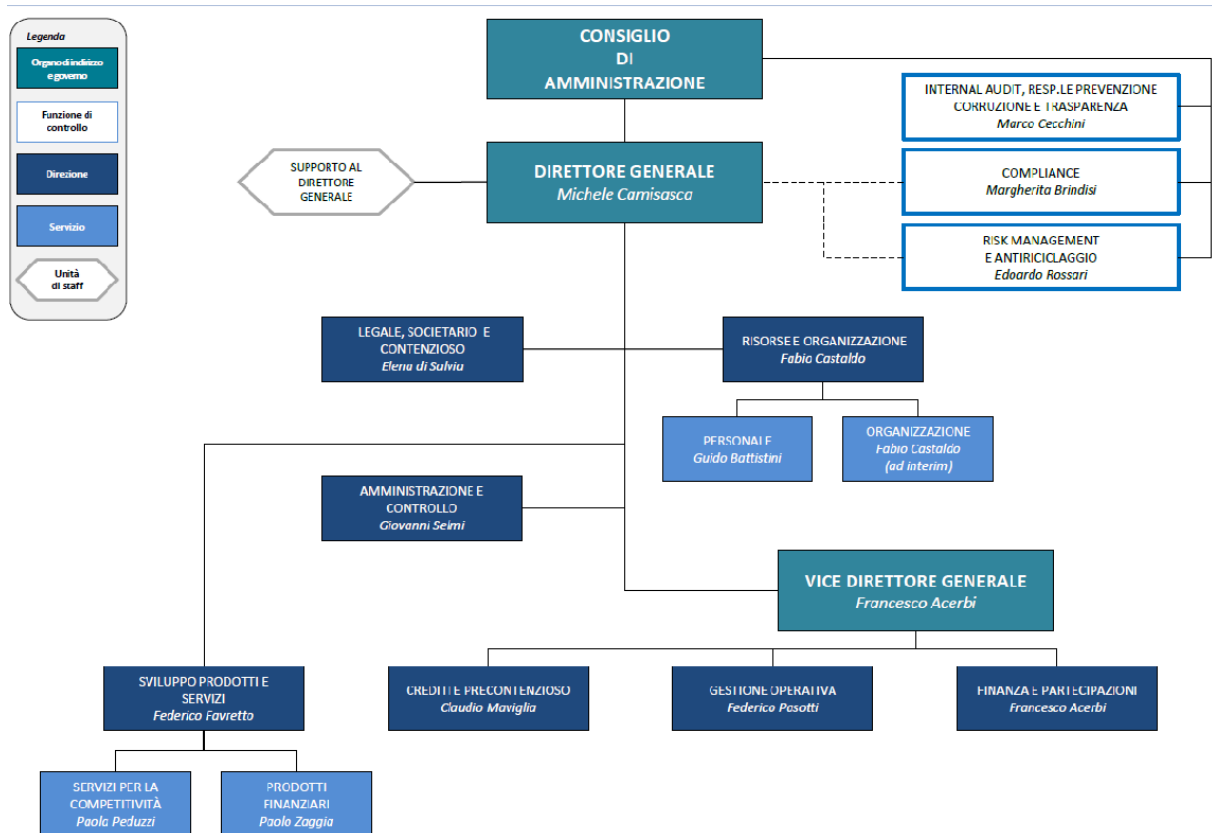 Legenda
Organo di indirizzo
e governo
Funzione di
controllo
Direzione
Servizio
Unità
di staff
CONSIGLIO
DI
AMMINISTRAZIONE
INTERNAL AUDIT, RESP.LE PREVENZIONE
CORRUZIONE E TRASPARENZA
Marco Cecchini
SUPPORTO AL
DIRETTORE
GENERALE
DIRETTORE GENERALE
Michele Camisasca
COMPLIANCE
Margherita Brindisi
RISK MANAGEMENT
E ANTIRICICLAGGIO
Edoardo Rossari
LEGALE, SOCIETARIO E
CONTENZIOSO
Elena di Salvia
RISORSE E ORGANIZZAZIONE
Fabio Castaldo
PERSONALE
Guido Battistini
ORGANIZZAZIONE
Fabio Castaldo
(ad interim)
AMMINISTRAZIONE E
CONTROLLO
Giovanni Selmi
VICE DIRETTORE GENERALE
Francesco Acerbi
SVILUPPO PRODOTTI E
SERVIZI
Federico Favretto
CREDITI E PRECONTENZIOSO
Claudio Maviglia
GESTIONE OPERATIVA
Federico Pasotti
FINANZA E PARTECIPAZIONI
Francesco Acerbi
SERVIZI PER LA
COMPETITIVITÀ
Paola Peduzzi
PRODOTTI
FINANZIARI
Paolo Zaggia